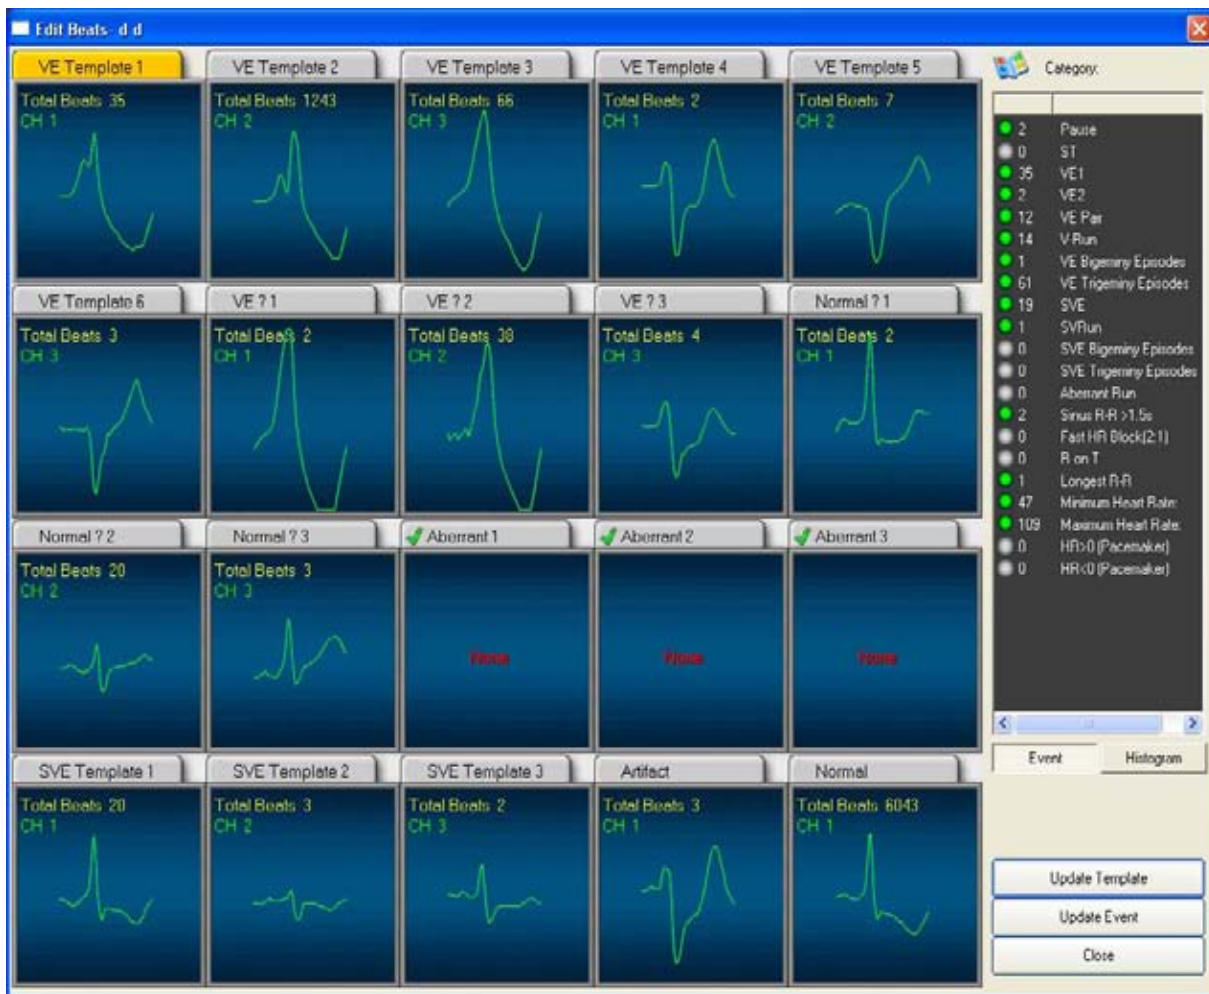 Edit Beats- d d
VE Template 1
VE Template 2
VE Template 3
VE Template 4
VE Template 5
Total Beats 35
CH 1
Total Beats 1243
CH 2
Total Beats 66
CH 3
Total Beats 2
CH 1
Total Beats 7
CH 2
VE Template 6
VE ? 1
VE ? 2
VE ? 3
Normal ? 1
Total Beats 3
CH 3
Total Beats 2
CH 1
Total Beats 38
CH 2
Total Beats 4
CH 3
Total Beats 2
CH 1
Normal ? 2
Normal ? 3
Aberrant 1
Aberrant 2
Aberrant 3
Total Beats 20
CH 2
Total Beats 3
CH 3
None
None
None
SVE Template 1
SVE Template 2
SVE Template 3
Artifact
Normal
Total Beats 20
CH 1
Total Beats 3
CH 2
Total Beats 2
CH 3
Total Beats 3
CH 1
Total Beats 6043
CH 1
Category:
2 Pause
0 ST
35 VE1
2 VE2
12 VE Pair
14 V-Run
1 VE Bigeminy Episodes
61 VE Trigeminy Episodes
19 SVE
1 SVRun
0 SVE Bigeminy Episodes
0 SVE Trigeminy Episodes
0 Aberrant Run
2 Sinus R-R >1.5s
0 Fast HR Block(2:1)
0 R on T
1 Longest R-R
47 Minimum Heart Rate:
109 Maximum Heart Rate:
0 HR>0 (Pacemaker)
0 HR<0 (Pacemaker)
Event
Histogram
Update Template
Update Event
Close